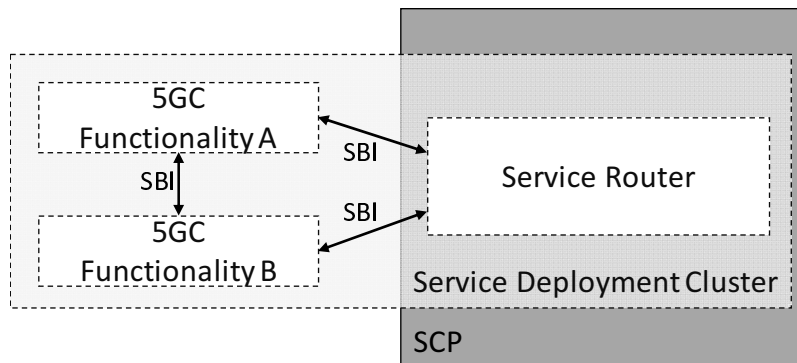 5GC
Functionality A
SBI
SBI
Service Router
SBI
5GC
Functionality B
Service Deployment Cluster
SCP